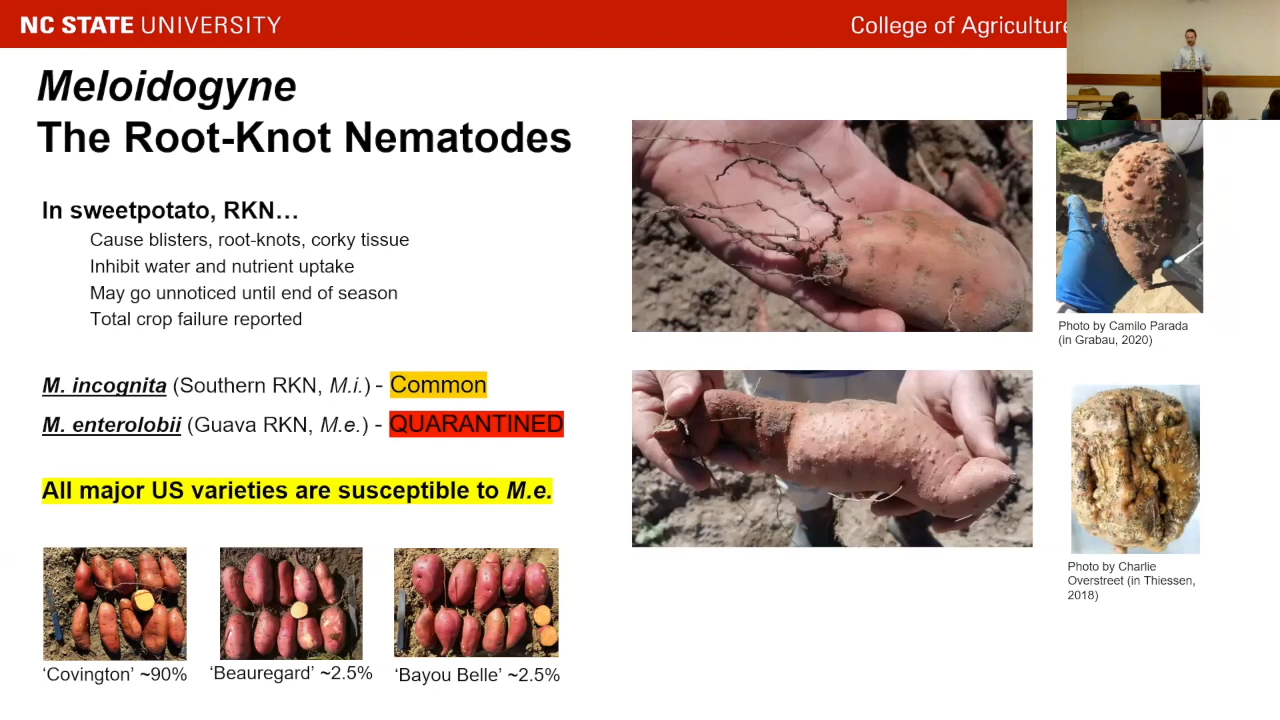 NC STATE UNIVERSITY
College of Agriculture
Meloidogyne
The Root-Knot Nematodes
In sweetpotato, RKN…
Cause blisters, root-knots, corky tissue
Inhibit water and nutrient uptake
May go unnoticed until end of season
Total crop failure reported
M. incognita (Southern RKN, M.i.) - Common
M. enterolobii (Guava RKN, M.e.) - QUARANTINED
All major US varieties are susceptible to M.e.
‘Covington’ ~90%
‘Beauregard’ ~2.5%
‘Bayou Belle’ ~2.5%
Photo by Camilo Parada
(in Grabau, 2020)
Photo by Charlie
Overstreet (in Thiessen,
2018)